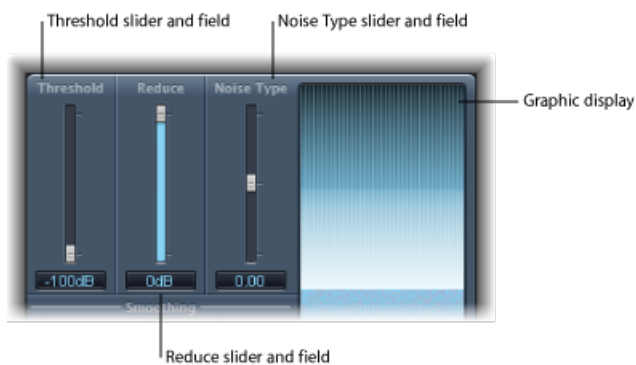 Threshold slider and field
Noise Type slider and field
Threshold
Reduce
Noise Type
Graphic display
-100dB
0dB
0.00
Smoothing
Reduce slider and field